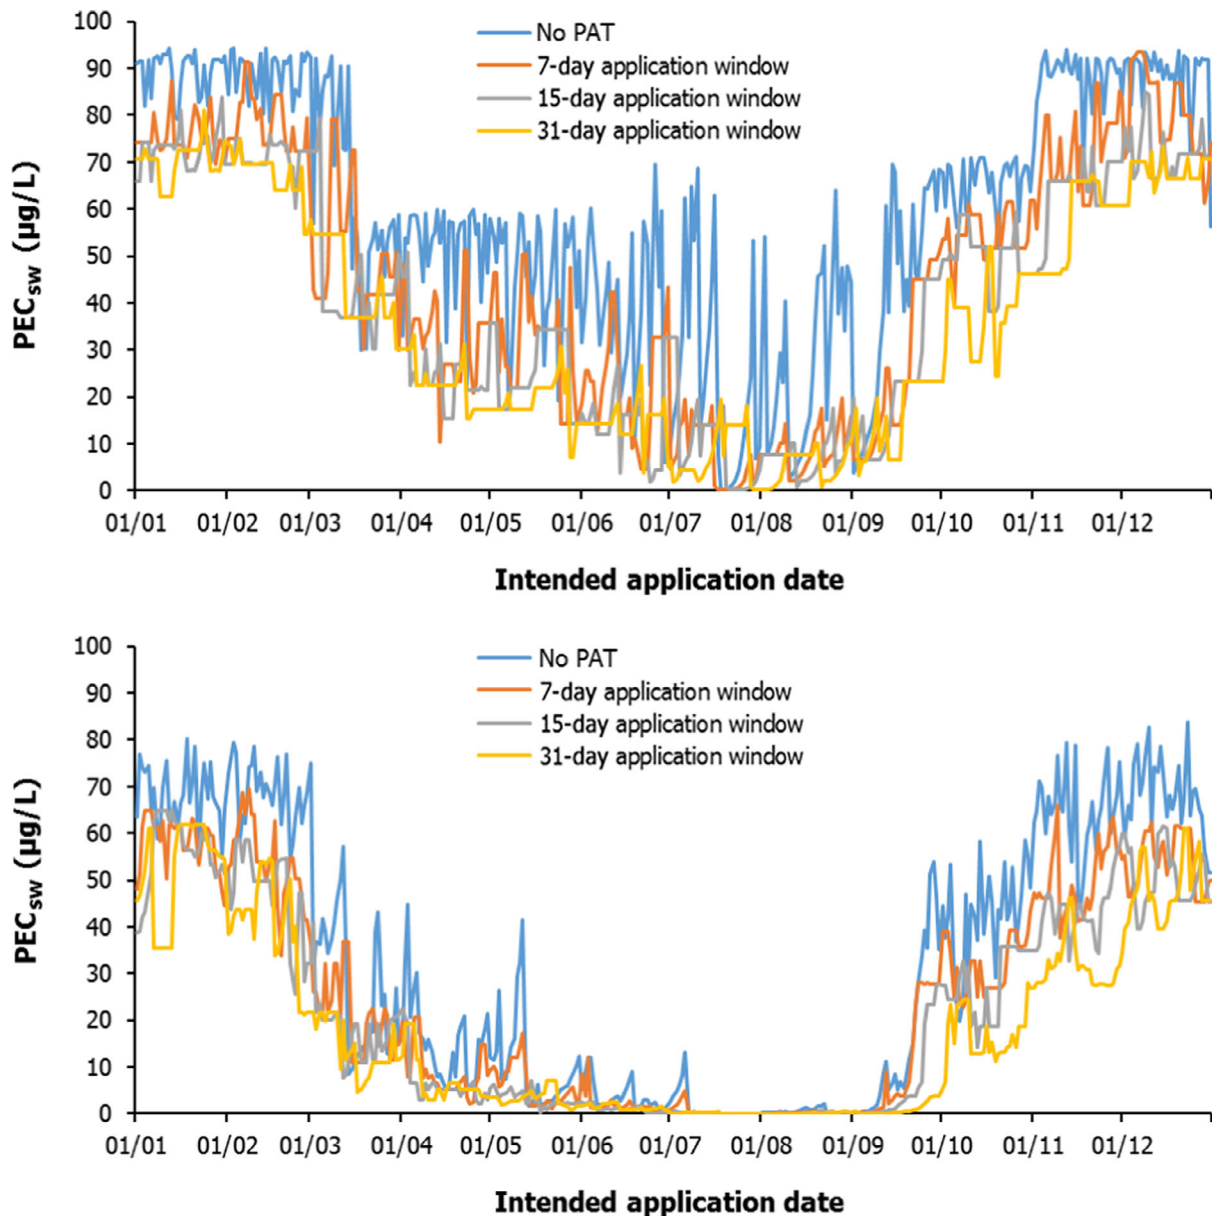 100
90
80
70
60
50
40
30
20
10
0
PECsw (µg/L)
No PAT
7-day application window
15-day application window
31-day application window
01/01 01/02 01/03 01/04 01/05 01/06 01/07 01/08 01/09 01/10 01/11 01/12
Intended application date
100
90
80
70
60
50
40
30
20
10
0
PECsw (µg/L)
No PAT
7-day application window
15-day application window
31-day application window
01/01 01/02 01/03 01/04 01/05 01/06 01/07 01/08 01/09 01/10 01/11 01/12
Intended application date